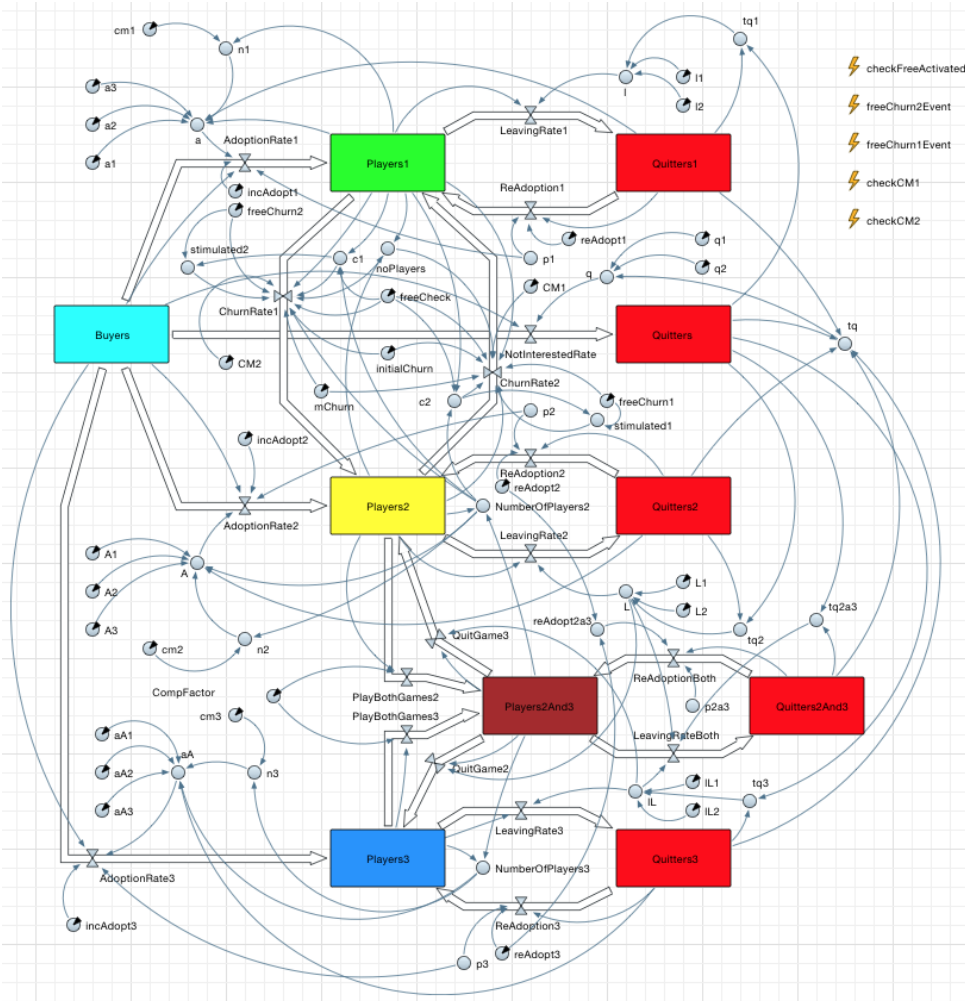 cm1
n1
tq1
a3
l
l1
checkFreeActivated
a2
l2
freeChurn2Event
a
AdoptionRate1
LeavingRate1
freeChurn1Event
a1
Players1
Quitters1
checkCM1
incAdopt1
ReAdoption1
freeChurn2
checkCM2
stimulated2
c1
noPlayers
reAdopt1
q1
p1
q
q2
CM1
freeCheck
ChurnRate1
Buyers
Quitters
tq
NotInterestedRate
CM2
initialChurn
ChurnRate2
mChurn
c2
freeChurn1
p2
stimulated1
incAdopt2
ReAdoption2
reAdopt2
Players2
NumberOfPlayers2
Quitters2
AdoptionRate2
LeavingRate2
A1
A
A2
L
L1
L2
A3
reAdopt2a3
tq2a3
n2
QuitGame3
tq2
cm2
ReAdoptionBoth
CompFactor
PlayBothGames2
Players2And3
p2a3
Quitters2And3
cm3
PlayBothGames3
aA1
LeavingRateBoth
aA
aA2
n3
QuitGame2
lL1
lL
tq3
aA3
lL2
LeavingRate3
Players3
Quitters3
NumberOfPlayers3
AdoptionRate3
incAdopt3
ReAdoption3
p3
reAdopt3